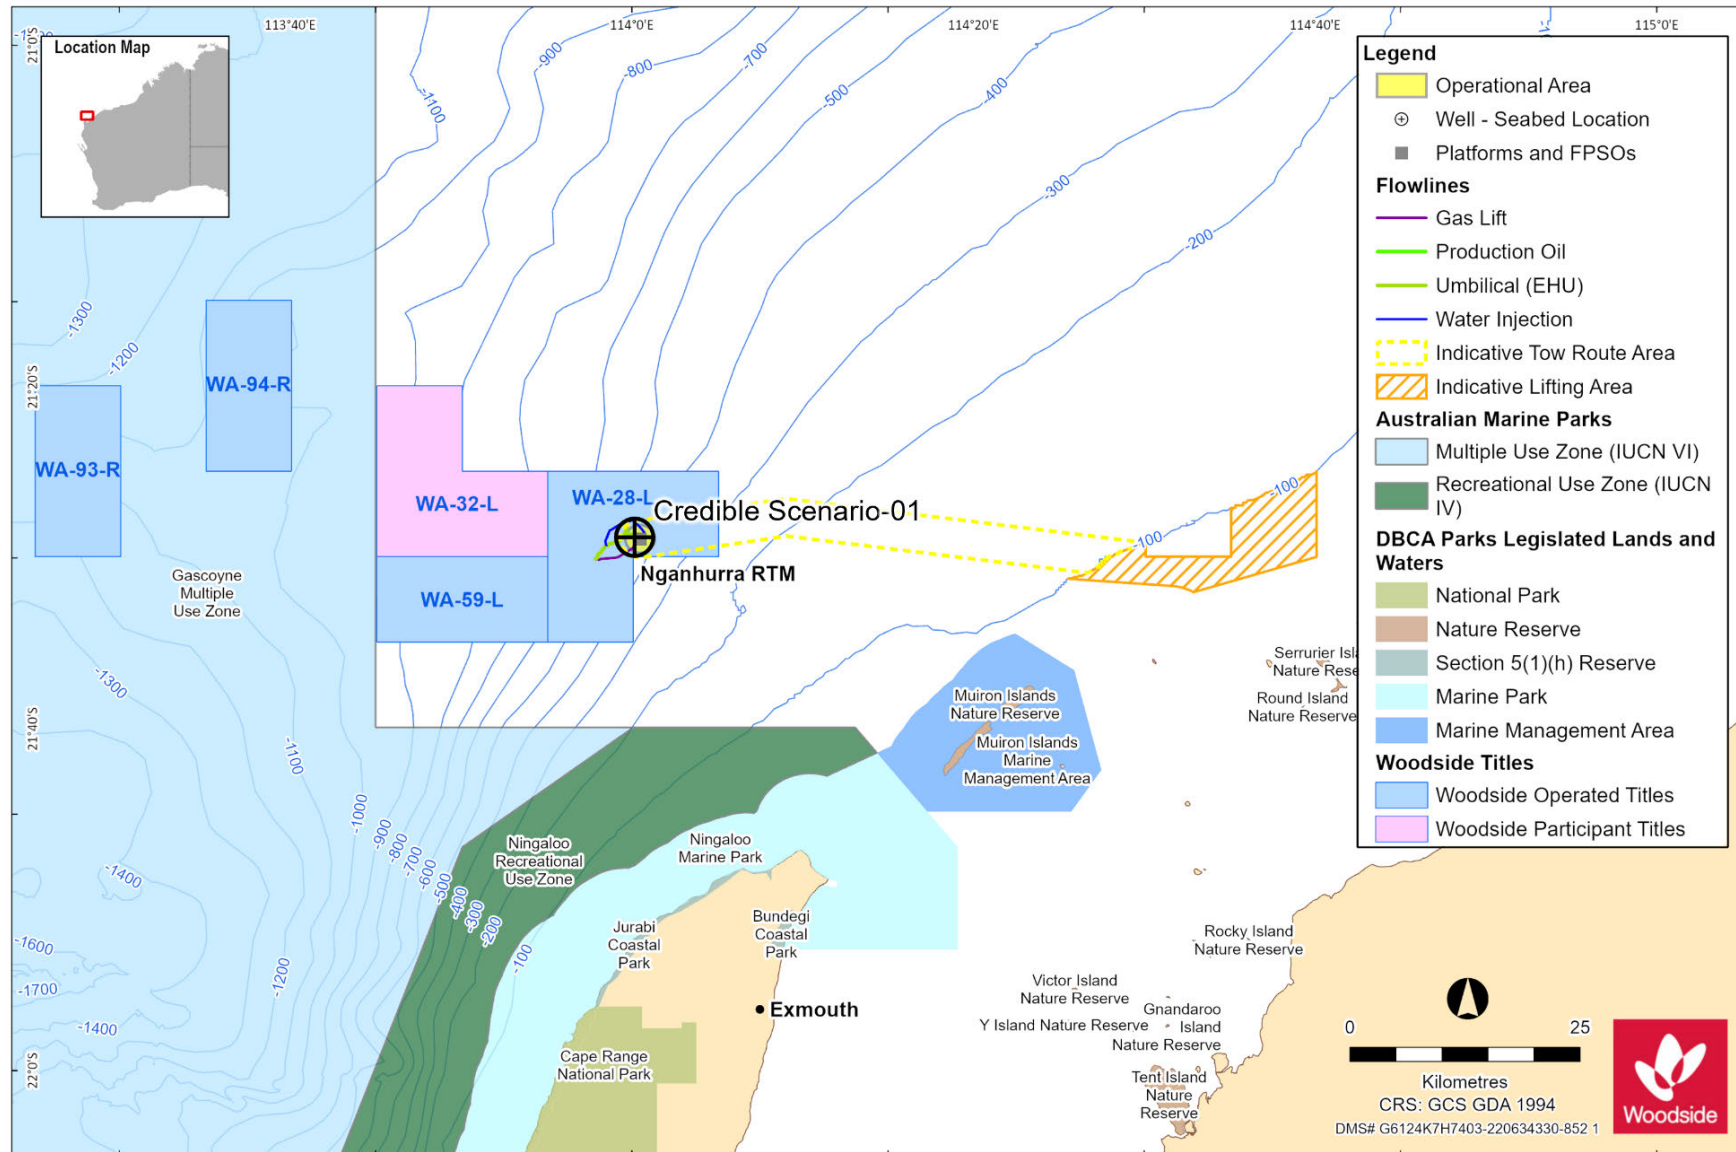 113°40'E
114°0'E
114°20'E
114°40'E
115°0'E
21°0'S
21°20'S
21°40'S
22°0'S
Location Map
-900
-800
-700
-1100
-500
-400
-300
-200
-1300
-1200
WA-94-R
WA-93-R
WA-32-L
WA-28-L
WA-59-L
Credible Scenario-01
Nganhurra RTM
-100
-100
Gascoyne
Multiple
Use Zone
-1300
-1100
-1000
-900
-800
-700
-600
-500
-400
-300
-200
-100
-1400
-1600
-1700
-1400
-1200
Muiron Islands
Nature Reserve
Muiron Islands
Marine
Management Area
Serrurier Isla
Nature Rese
Round Island
Nature Reserve
Ningaloo
Recreational
Use Zone
Ningaloo
Marine Park
Jurabi
Coastal
Park
Bundegi
Coastal
Park
Exmouth
Cape Range
National Park
Rocky Island
Nature Reserve
Victor Island
Nature Reserve
Y Island Nature Reserve
Gnandaroo
Island
Nature Reserve
Tent Island
Nature
Reserve
Legend
Operational Area
Well - Seabed Location
Platforms and FPSOs
Flowlines
Gas Lift
Production Oil
Umbilical (EHU)
Water Injection
Indicative Tow Route Area
Indicative Lifting Area
Australian Marine Parks
Multiple Use Zone (IUCN VI)
Recreational Use Zone (IUCN
IV)
DBCA Parks Legislated Lands and
Waters
National Park
Nature Reserve
Section 5(1)(h) Reserve
Marine Park
Marine Management Area
Woodside Titles
Woodside Operated Titles
Woodside Participant Titles
0 25
Kilometres
CRS: GCS GDA 1994
DMS# G6124K7H7403-220634330-852 1
Woodside